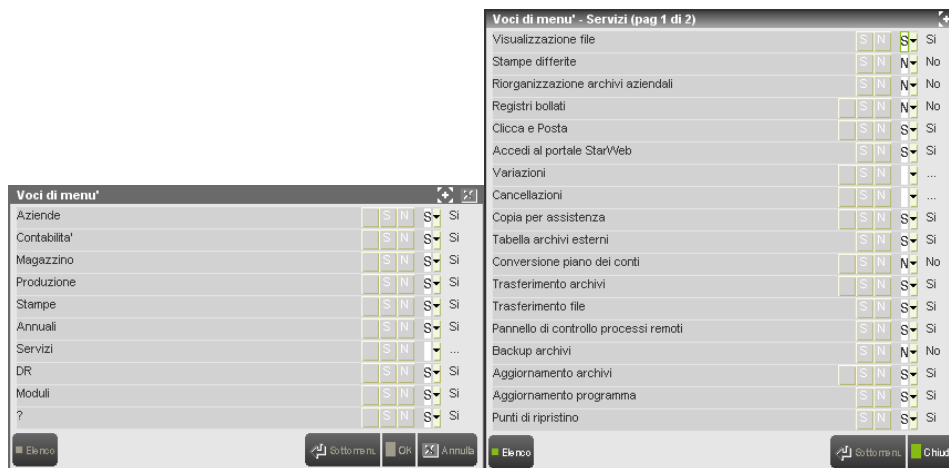 Voci di menu'
Aziende S N S Si
Contabilita' S N S Si
Magazzino S N S Si
Produzione S N S Si
Stampe S N S Si
Annuali S N S Si
Servizi S N ...
DR S N S Si
Moduli S N S Si
? S N S Si
Elenco Sottomenu OK Annulla
Voci di menu' - Servizi (pag 1 di 2)
Visualizzazione file S N S Si
Stampe differite S N N No
Riorganizzazione archivi aziendali S N N No
Registri bollati S N N No
Clicca e Posta S N S Si
Accedi al portale StarWeb S N S Si
Variazioni S N ...
Cancellazioni S N ...
Copia per assistenza S N S Si
Tabella archivi esterni S N S Si
Conversione piano dei conti S N N No
Trasferimento archivi S N S Si
Trasferimento file S N S Si
Pannello di controllo processi remoti S N S Si
Backup archivi S N N No
Aggiornamento archivi S N S Si
Aggiornamento programma S N S Si
Punti di ripristino S N S Si
Elenco Sottomenu Chiud